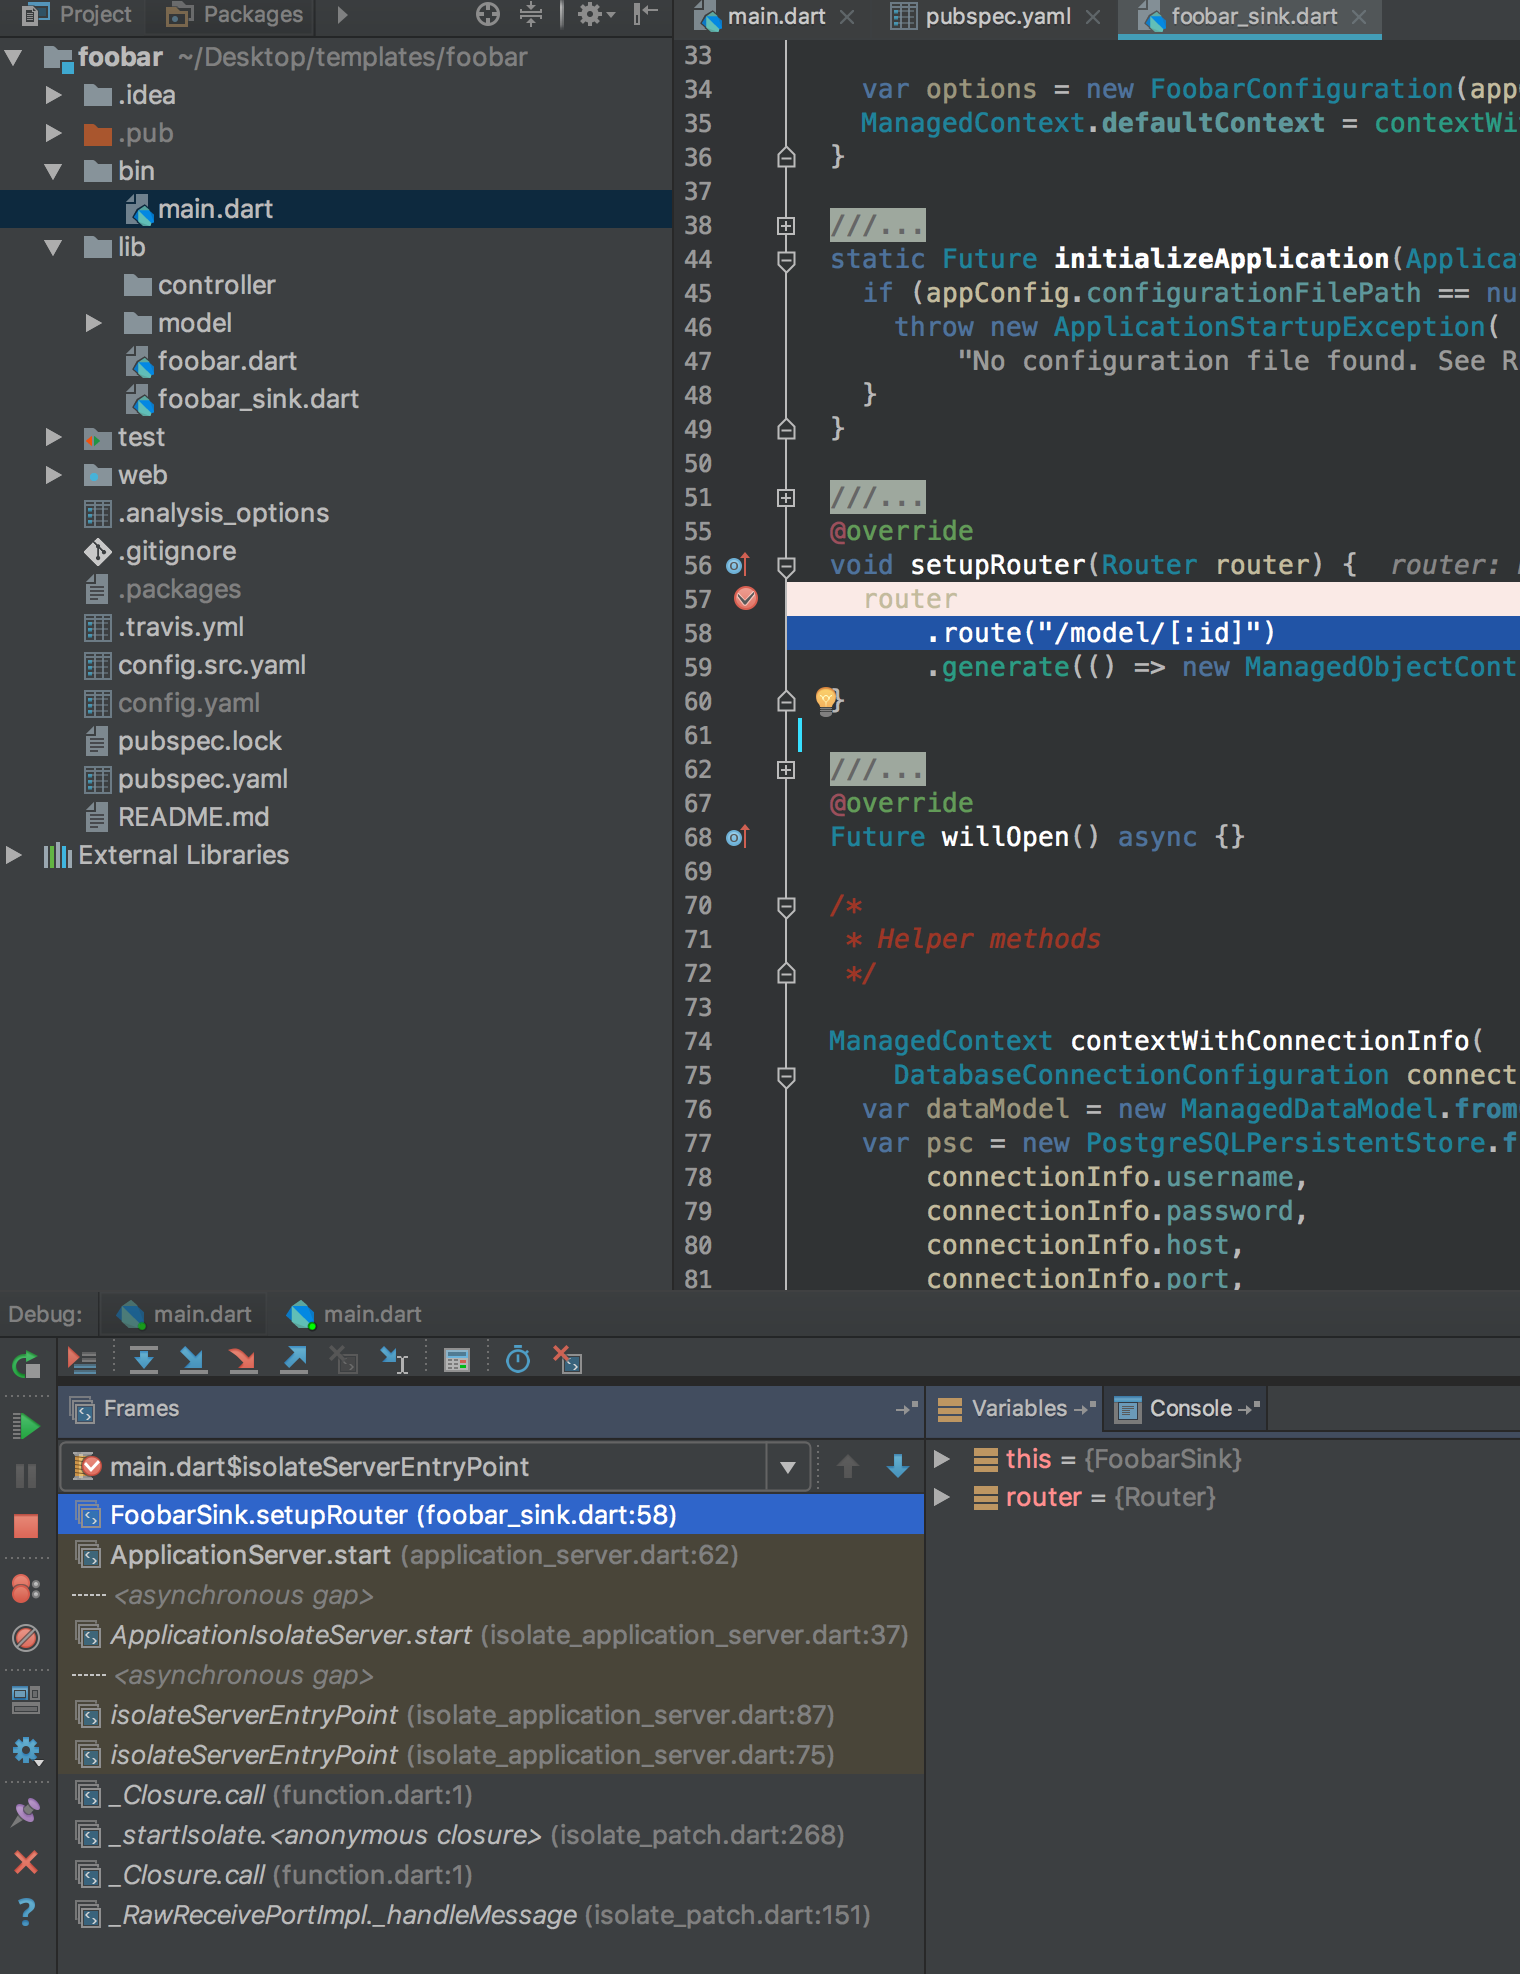 Project
Packages
foobar ~/Desktop/templates/foobar
.idea
.pub
bin
main.dart
lib
controller
model
foobar.dart
foobar_sink.dart
test
web
.analysis_options
.gitignore
.packages
.travis.yml
config.src.yaml
config.yaml
pubspec.lock
pubspec.yaml
README.md
External Libraries
main.dart
pubspec.yaml
foobar_sink.dart
33
34 var options = new FoobarConfiguration(app
35 ManagedContext.defaultContext = contextWi
36 }
37
38 ///...
44 static Future initializeApplication(Applica
45 if (appConfig.configurationFilePath == nu
46 throw new ApplicationStartupException(
47 "No configuration file found. See R
48 }
49 }
50
51 ///...
55 @override
56 void setupRouter(Router router) { router:
57 router
58 .route("/model/[:id]")
59 .generate(() => new ManagedObjectCont
60 }
61
62 ///...
67 @override
68 Future willOpen() async {}
69
70 /*
71 * Helper methods
72 */
73
74 ManagedContext contextWithConnectionInfo(
75 DatabaseConnectionConfiguration connect
76 var dataModel = new ManagedDataModel.from
77 var psc = new PostgreSQLPersistentStore.f
78 connectionInfo.username,
79 connectionInfo.password,
80 connectionInfo.host,
81 connectionInfo.port,
Debug: main.dart main.dart
Frames
main.dart$isolateServerEntryPoint
FoobarSink.setupRouter (foobar_sink.dart:58)
ApplicationServer.start (application_server.dart:62)
<asynchronous gap>
ApplicationIsolateServer.start (isolate_application_server.dart:37)
<asynchronous gap>
isolateServerEntryPoint (isolate_application_server.dart:87)
isolateServerEntryPoint (isolate_application_server.dart:75)
_Closure.call (function.dart:1)
_startIsolate.<anonymous closure> (isolate_patch.dart:268)
_Closure.call (function.dart:1)
_RawReceivePortImpl._handleMessage (isolate_patch.dart:151)
Variables
Console
this = {FoobarSink}
router = {Router}